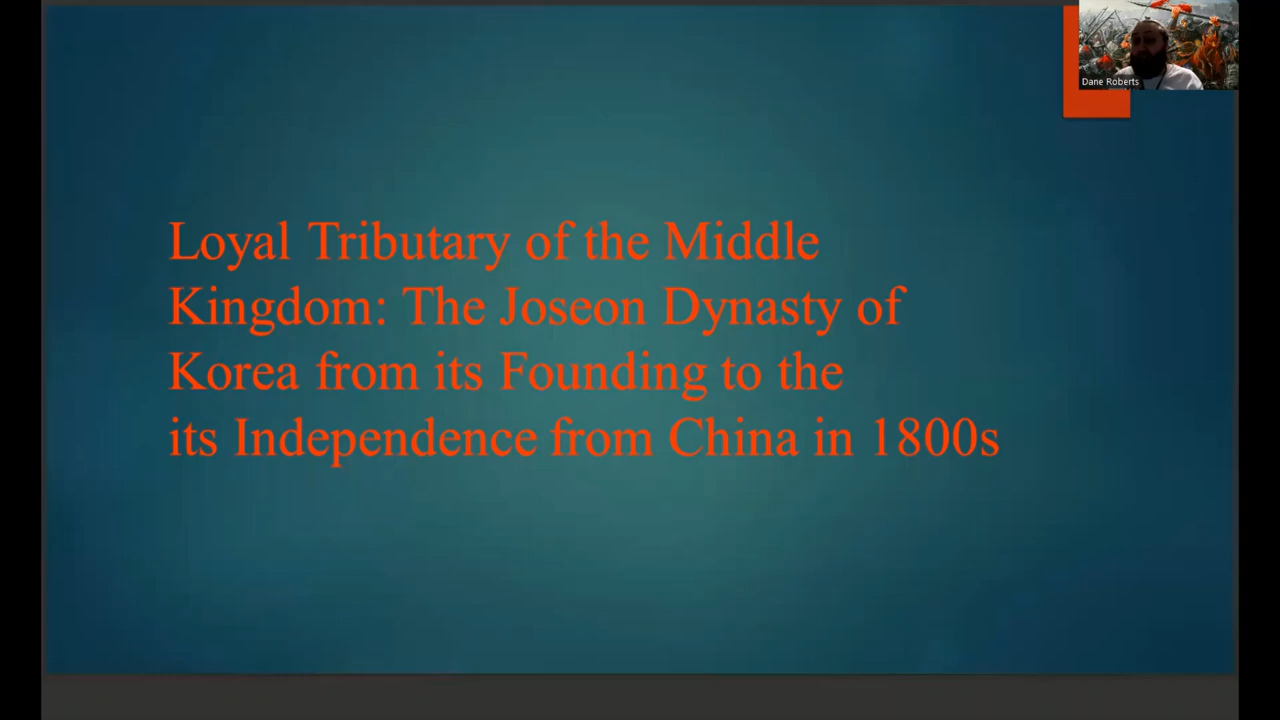 Dane Roberts
Loyal Tributary of the Middle
Kingdom: The Joseon Dynasty of
Korea from its Founding to the
its Independence from China in 1800s